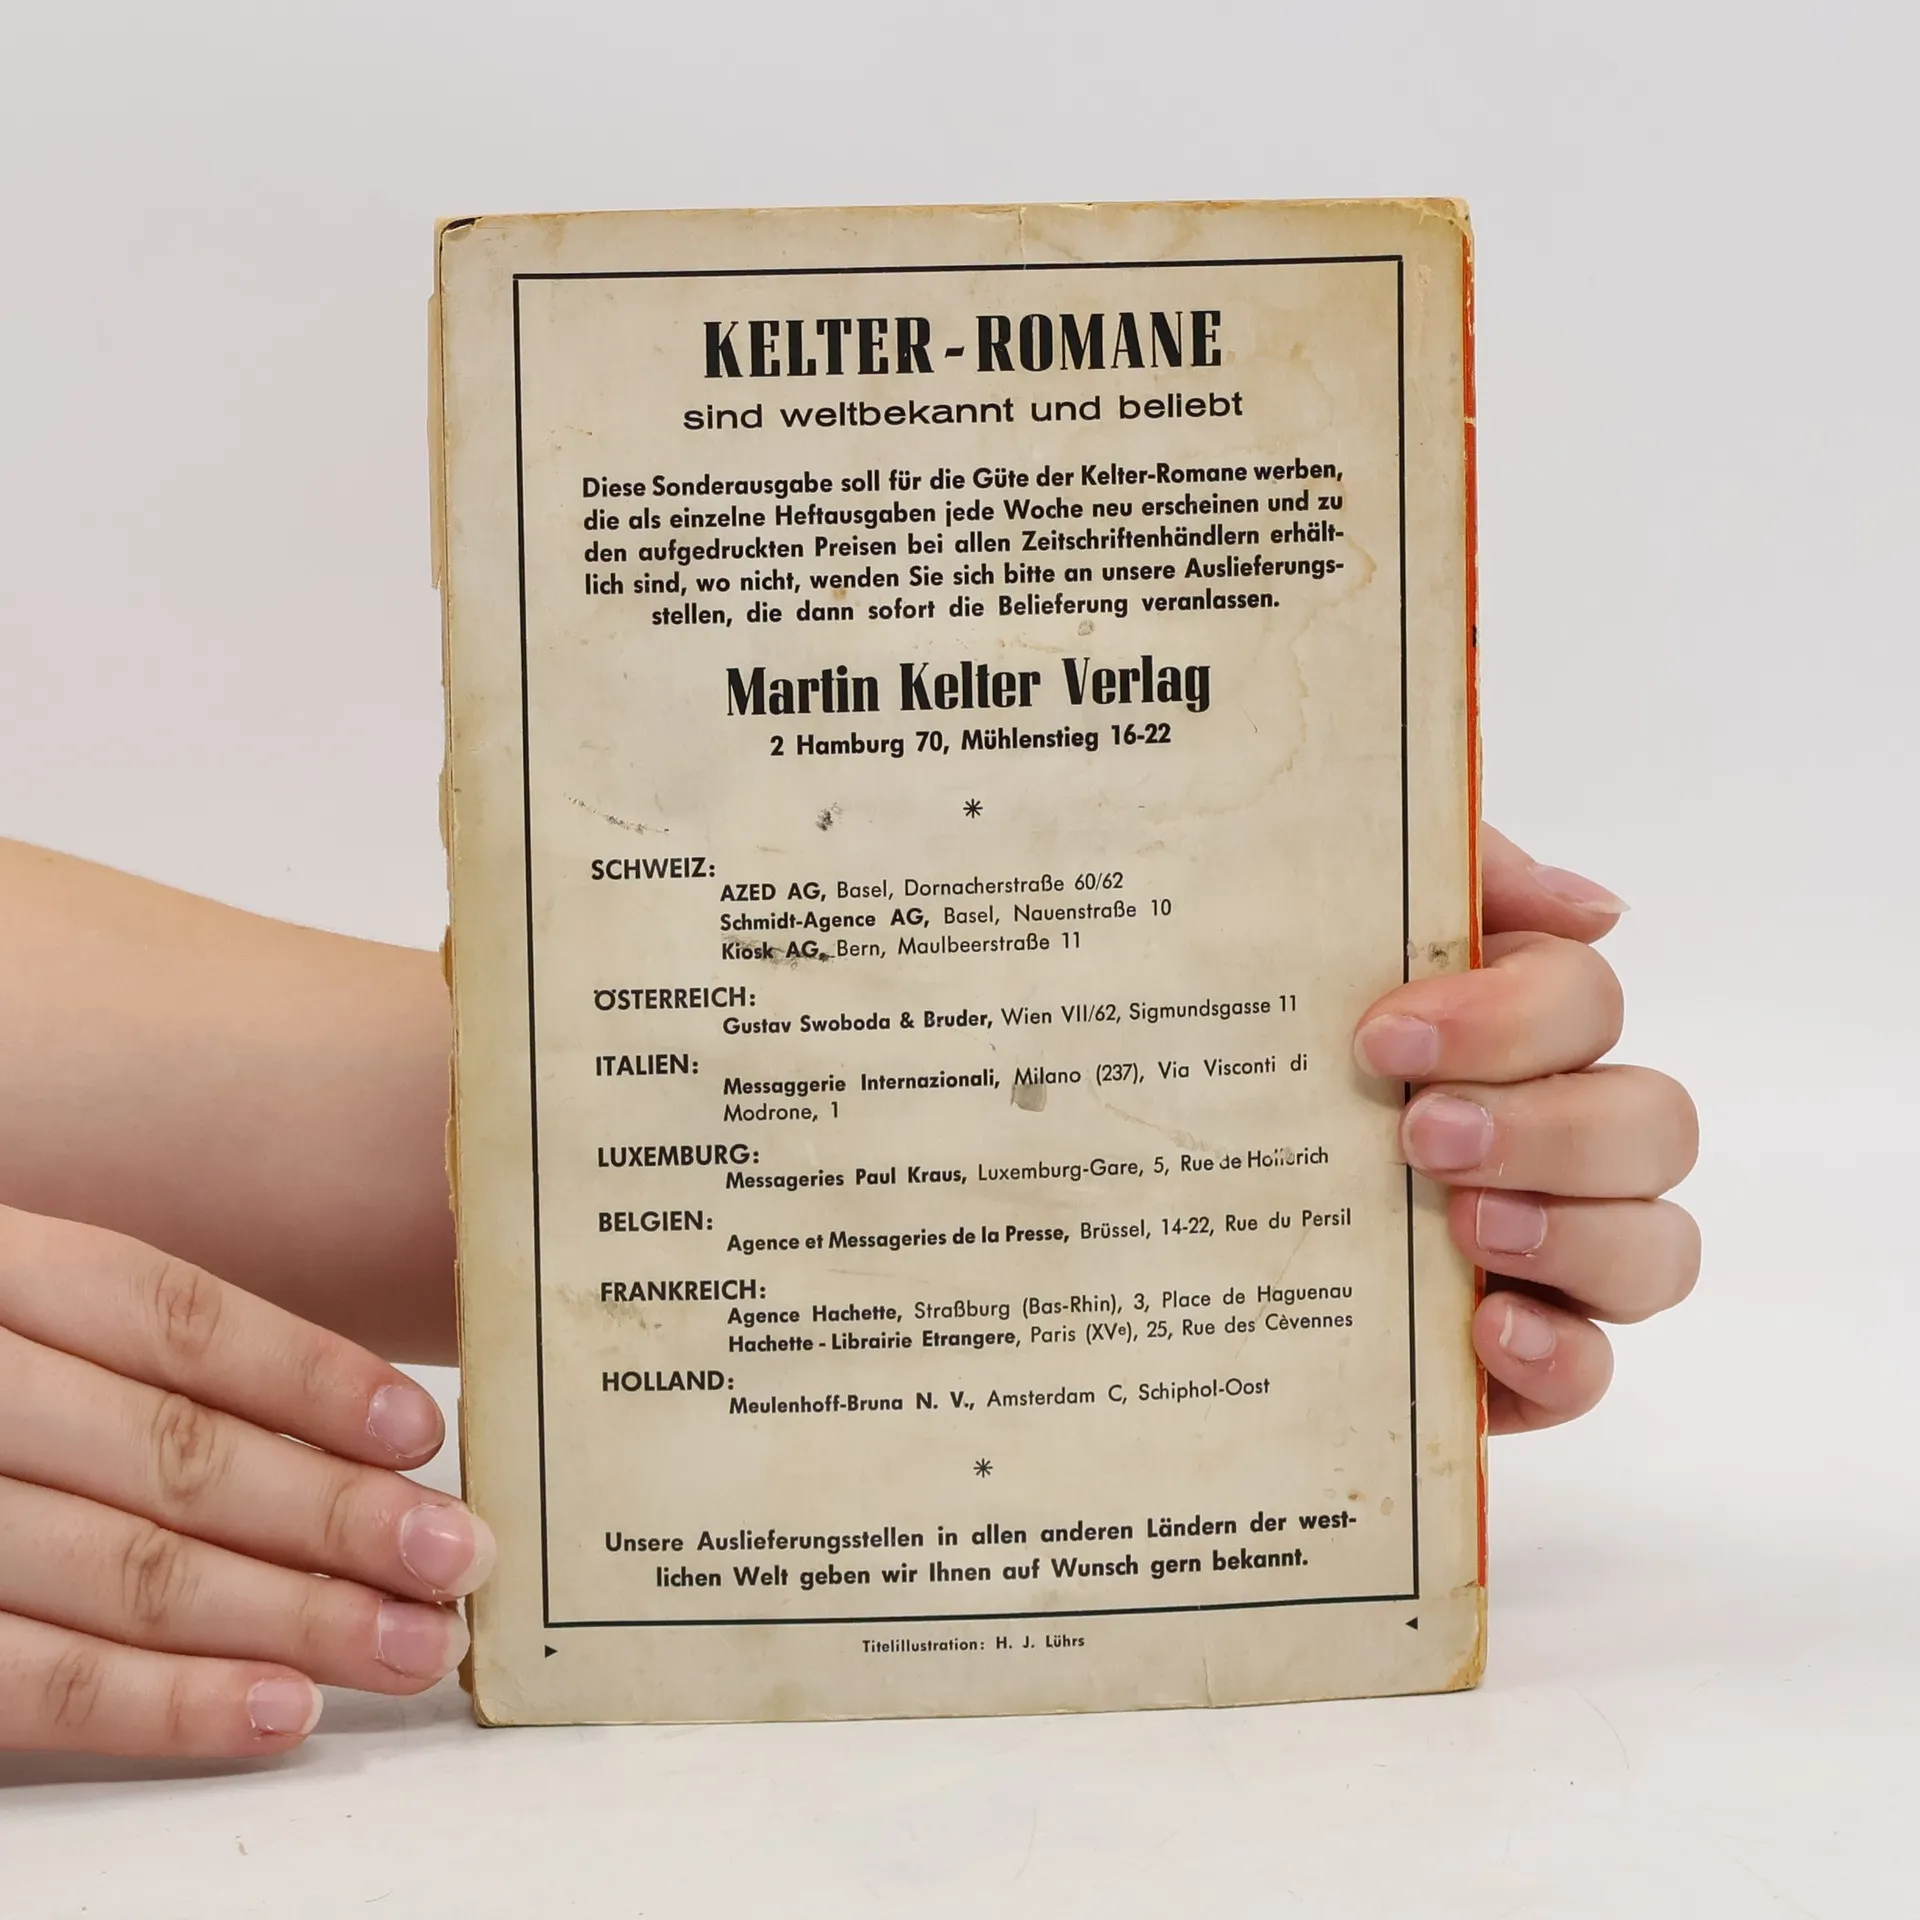 KELTER-ROMANE
sind weltbekannt und beliebt
Diese Sonderausgabe soll für die Güte der Kelter-Romane werben,
die als einzelne Heftausgaben jede Woche neu erscheinen und zu
den aufgedruckten Preisen bei allen Zeitschriftenhändlern erhält-
lich sind, wo nicht, wenden Sie sich bitte an unsere Auslieferungs-
stellen, die dann sofort die Belieferung veranlassen.
Martin Kelter Verlag
2 Hamburg 70, Mühlenstieg 16-22
*
SCHWEIZ:
AZED AG, Basel, Dornacherstraße 60/62
Schmidt-Agence AG, Basel, Nauenstraße 10
Kiosk AG, Bern, Maulbeerstraße 11
ÖSTERREICH:
Gustav Swoboda & Bruder, Wien VII/62, Sigmundsgasse 11
ITALIEN:
Messaggerie Internazionali, Milano (237), Via Visconti di
Modrone, 1
LUXEMBURG:
Messageries Paul Kraus, Luxemburg-Gare, 5, Rue de Hollerich
BELGIEN:
Agence et Messageries de la Presse, Brüssel, 14-22, Rue du Persil
FRANKREICH:
Agence Hachette, Straßburg (Bas-Rhin), 3, Place de Haguenau
Hachette - Librairie Etrangere, Paris (XVe), 25, Rue des Cèvennes
HOLLAND:
Meulenhoff-Bruna N. V., Amsterdam C, Schiphol-Oost
*
Unsere Auslieferungsstellen in allen anderen Ländern der west-
lichen Welt geben wir Ihnen auf Wunsch gern bekannt.
Titelillustration: H. J. Lührs